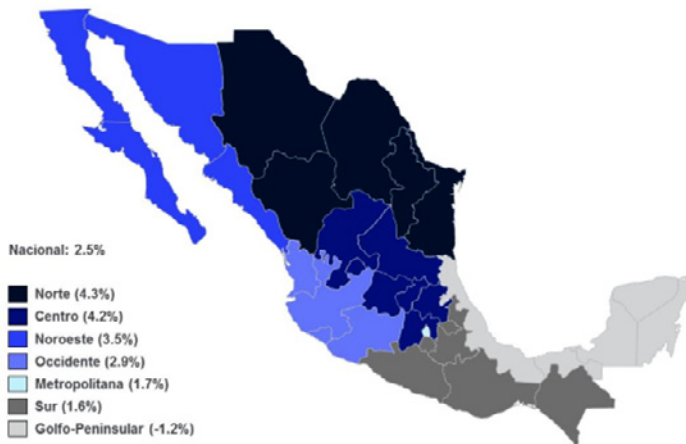 Nacional: 2.5%
Norte (4.3%)
Centro (4.2%)
Noroeste (3.5%)
Occidente (2.9%)
Metropolitana (1.7%)
Sur (1.6%)
Golfo-Peninsular (-1.2%)